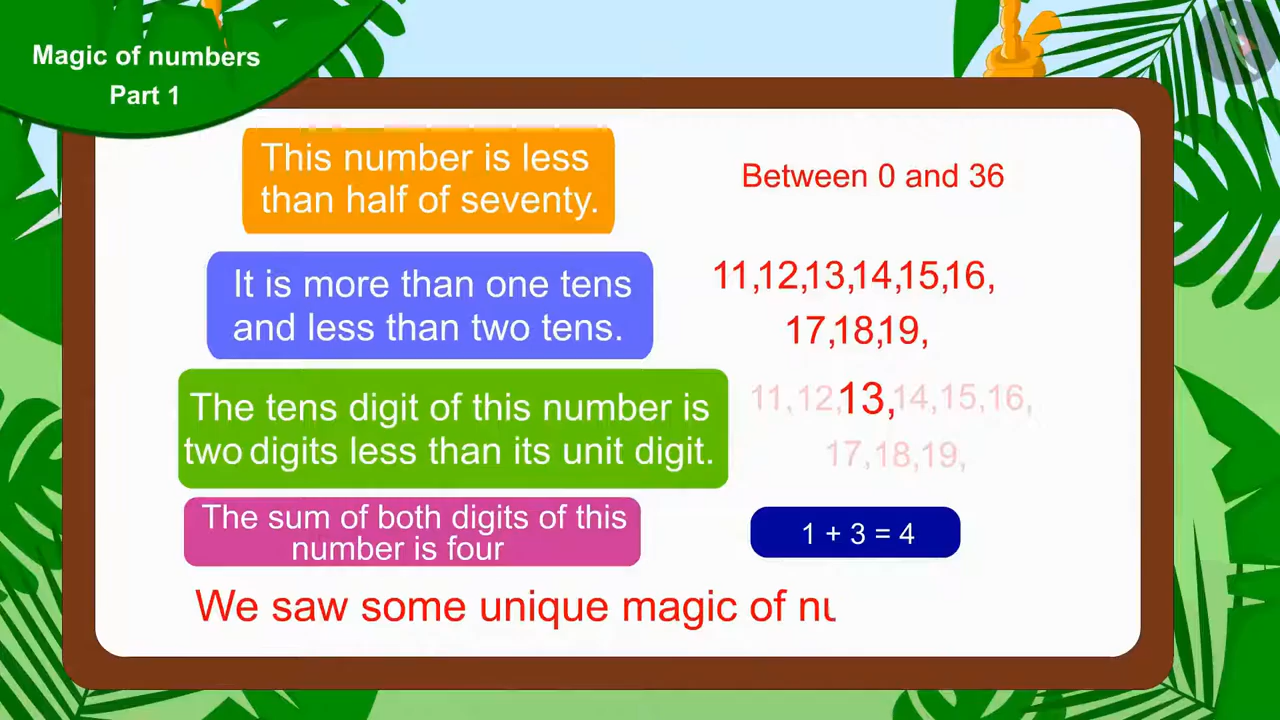 Magic of numbers
Part 1
This number is less
than half of seventy.
Between 0 and 36
It is more than one tens
and less than two tens.
11,12,13,14,15,16,
17,18,19,
The tens digit of this number is
two digits less than its unit digit.
11,12,13,14,15,16,
17,18,19,
The sum of both digits of this
number is four
1 + 3 = 4
We saw some unique magic of